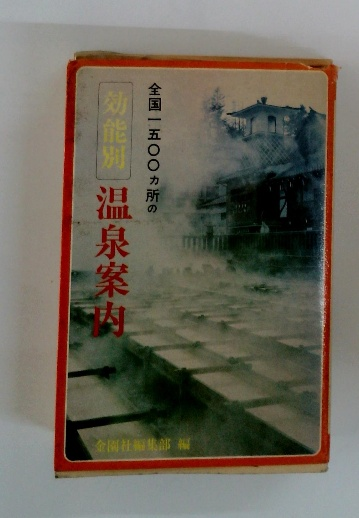 全国一五〇〇カ所の
効能別
温泉案内
金園社編集部 編